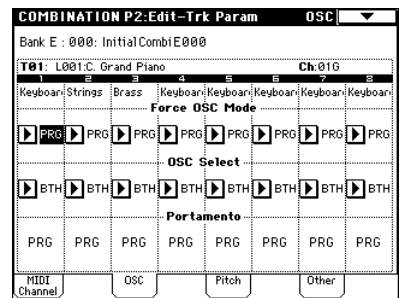 COMBINATION P2:Edit-Trk Param OSC
Bank E : 000: InitialCombiE000
T01: L001:C. Grand Piano Ch:01G
1 2 3 4 5 6 7 8
Keyboar Strings Brass Keyboar Keyboar Keyboar Keyboar Keyboar
Force OSC Mode
PRG PRG PRG PRG PRG PRG PRG PRG
OSC Select
BTH BTH BTH BTH BTH BTH BTH BTH
Portamento
PRG PRG PRG PRG PRG PRG PRG PRG
MIDI Channel OSC Pitch Other